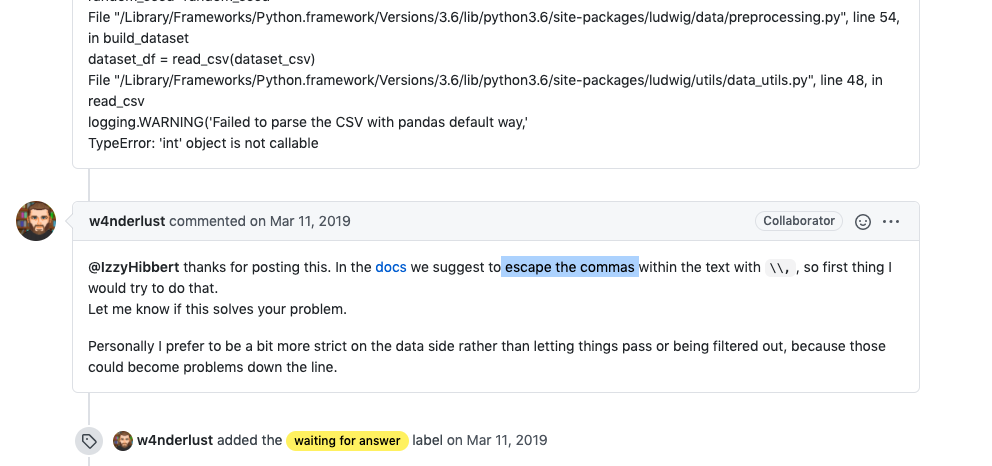 File "/Library/Frameworks/Python.framework/Versions/3.6/lib/python3.6/site-packages/ludwig/data/preprocessing.py", line 54,
in build_dataset
dataset_df = read_csv(dataset_csv)
File "/Library/Frameworks/Python.framework/Versions/3.6/lib/python3.6/site-packages/ludwig/utils/data_utils.py", line 48, in
read_csv
logging.WARNING('Failed to parse the CSV with pandas default way,'
TypeError: 'int' object is not callable
w4nderlust commented on Mar 11, 2019 Collaborator
@IzzyHibbert thanks for posting this. In the docs we suggest to escape the commas within the text with \\, , so first thing I
would try to do that.
Let me know if this solves your problem.
Personally I prefer to be a bit more strict on the data side rather than letting things pass or being filtered out, because those
could become problems down the line.
w4nderlust added the waiting for answer label on Mar 11, 2019